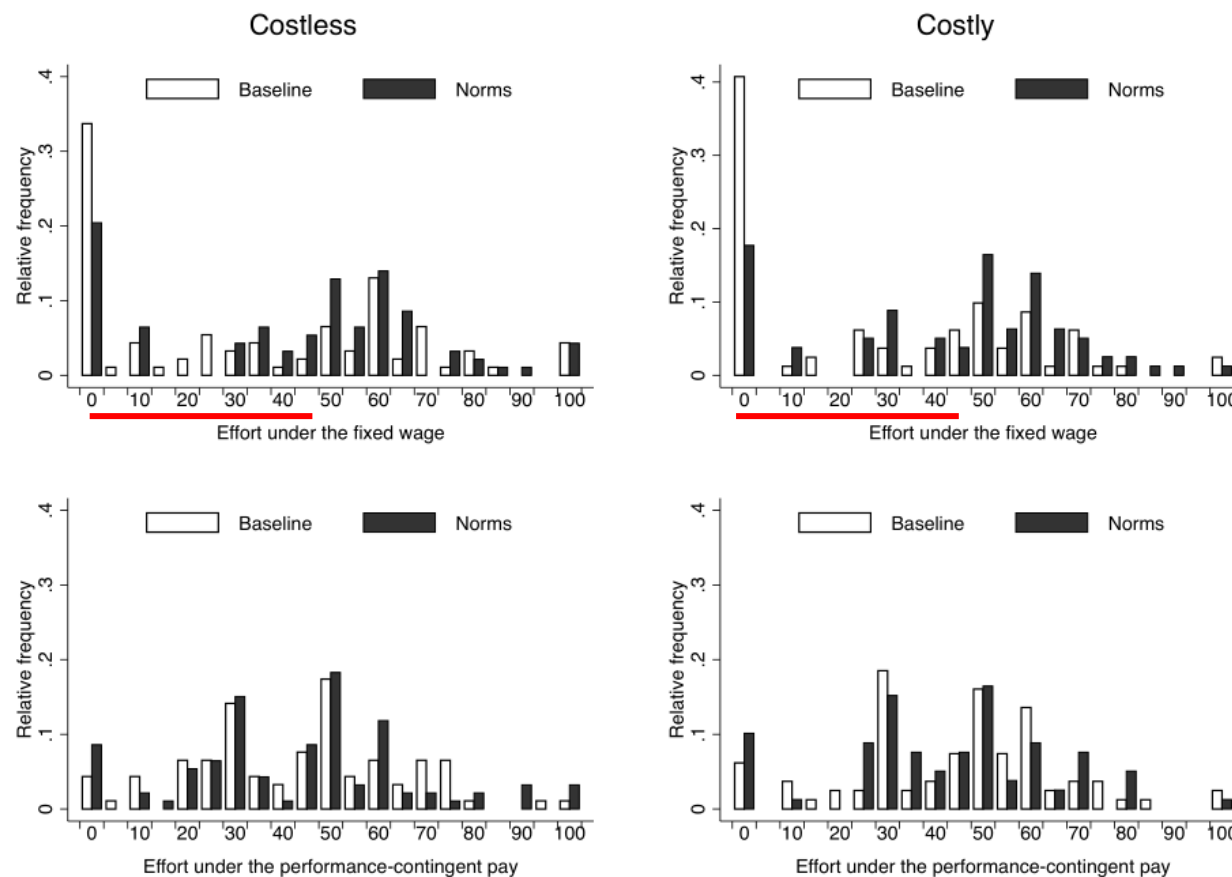 Costless
Costly
Baseline Norms
Relative frequency
0 .1 .2 .3 .4
0 10 20 30 40 50 60 70 80 90 100
Effort under the fixed wage
Baseline Norms
Relative frequency
0 .1 .2 .3 .4
0 10 20 30 40 50 60 70 80 90 100
Effort under the fixed wage
Baseline Norms
Relative frequency
0 .1 .2 .3 .4
0 10 20 30 40 50 60 70 80 90 100
Effort under the performance-contingent pay
Baseline Norms
Relative frequency
0 .1 .2 .3 .4
0 10 20 30 40 50 60 70 80 90 100
Effort under the performance-contingent pay